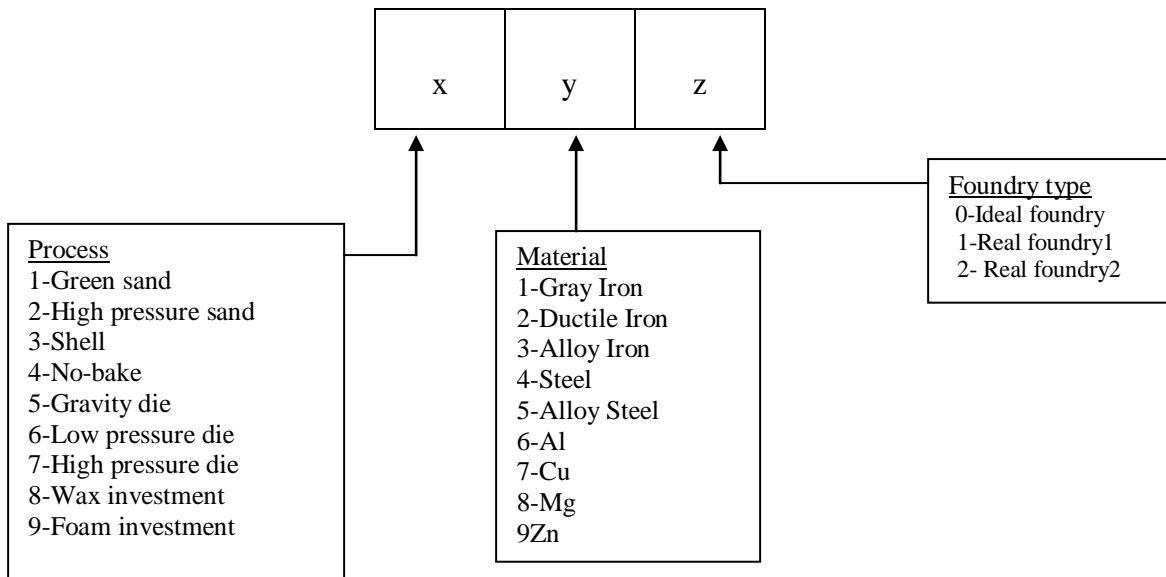 x y z
Foundry type
0-Ideal foundry
1-Real foundry1
2- Real foundry2
Process
1-Green sand
2-High pressure sand
3-Shell
4-No-bake
5-Gravity die
6-Low pressure die
7-High pressure die
8-Wax investment
9-Foam investment
Material
1-Gray Iron
2-Ductile Iron
3-Alloy Iron
4-Steel
5-Alloy Steel
6-Al
7-Cu
8-Mg
9Zn